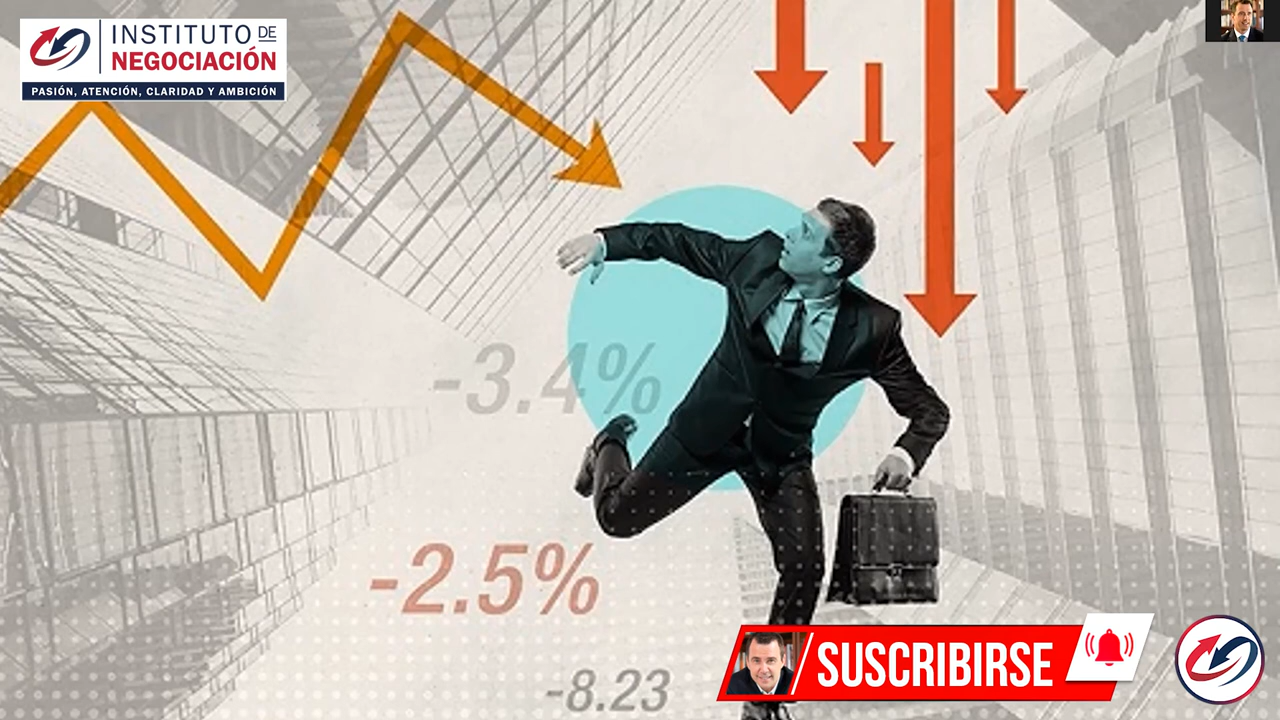 INSTITUTO DE
NEGOCIACIÓN
PASIÓN, ATENCIÓN, CLARIDAD Y AMBICIÓN
-3.4%
-2.5%
-8.23
SUSCRIBIRSE